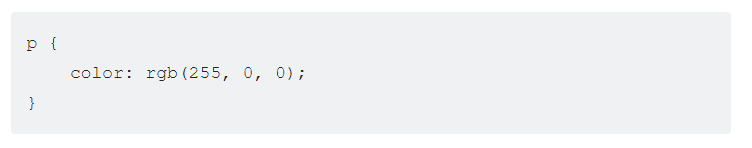 p {
    color: rgb(255, 0, 0);
}